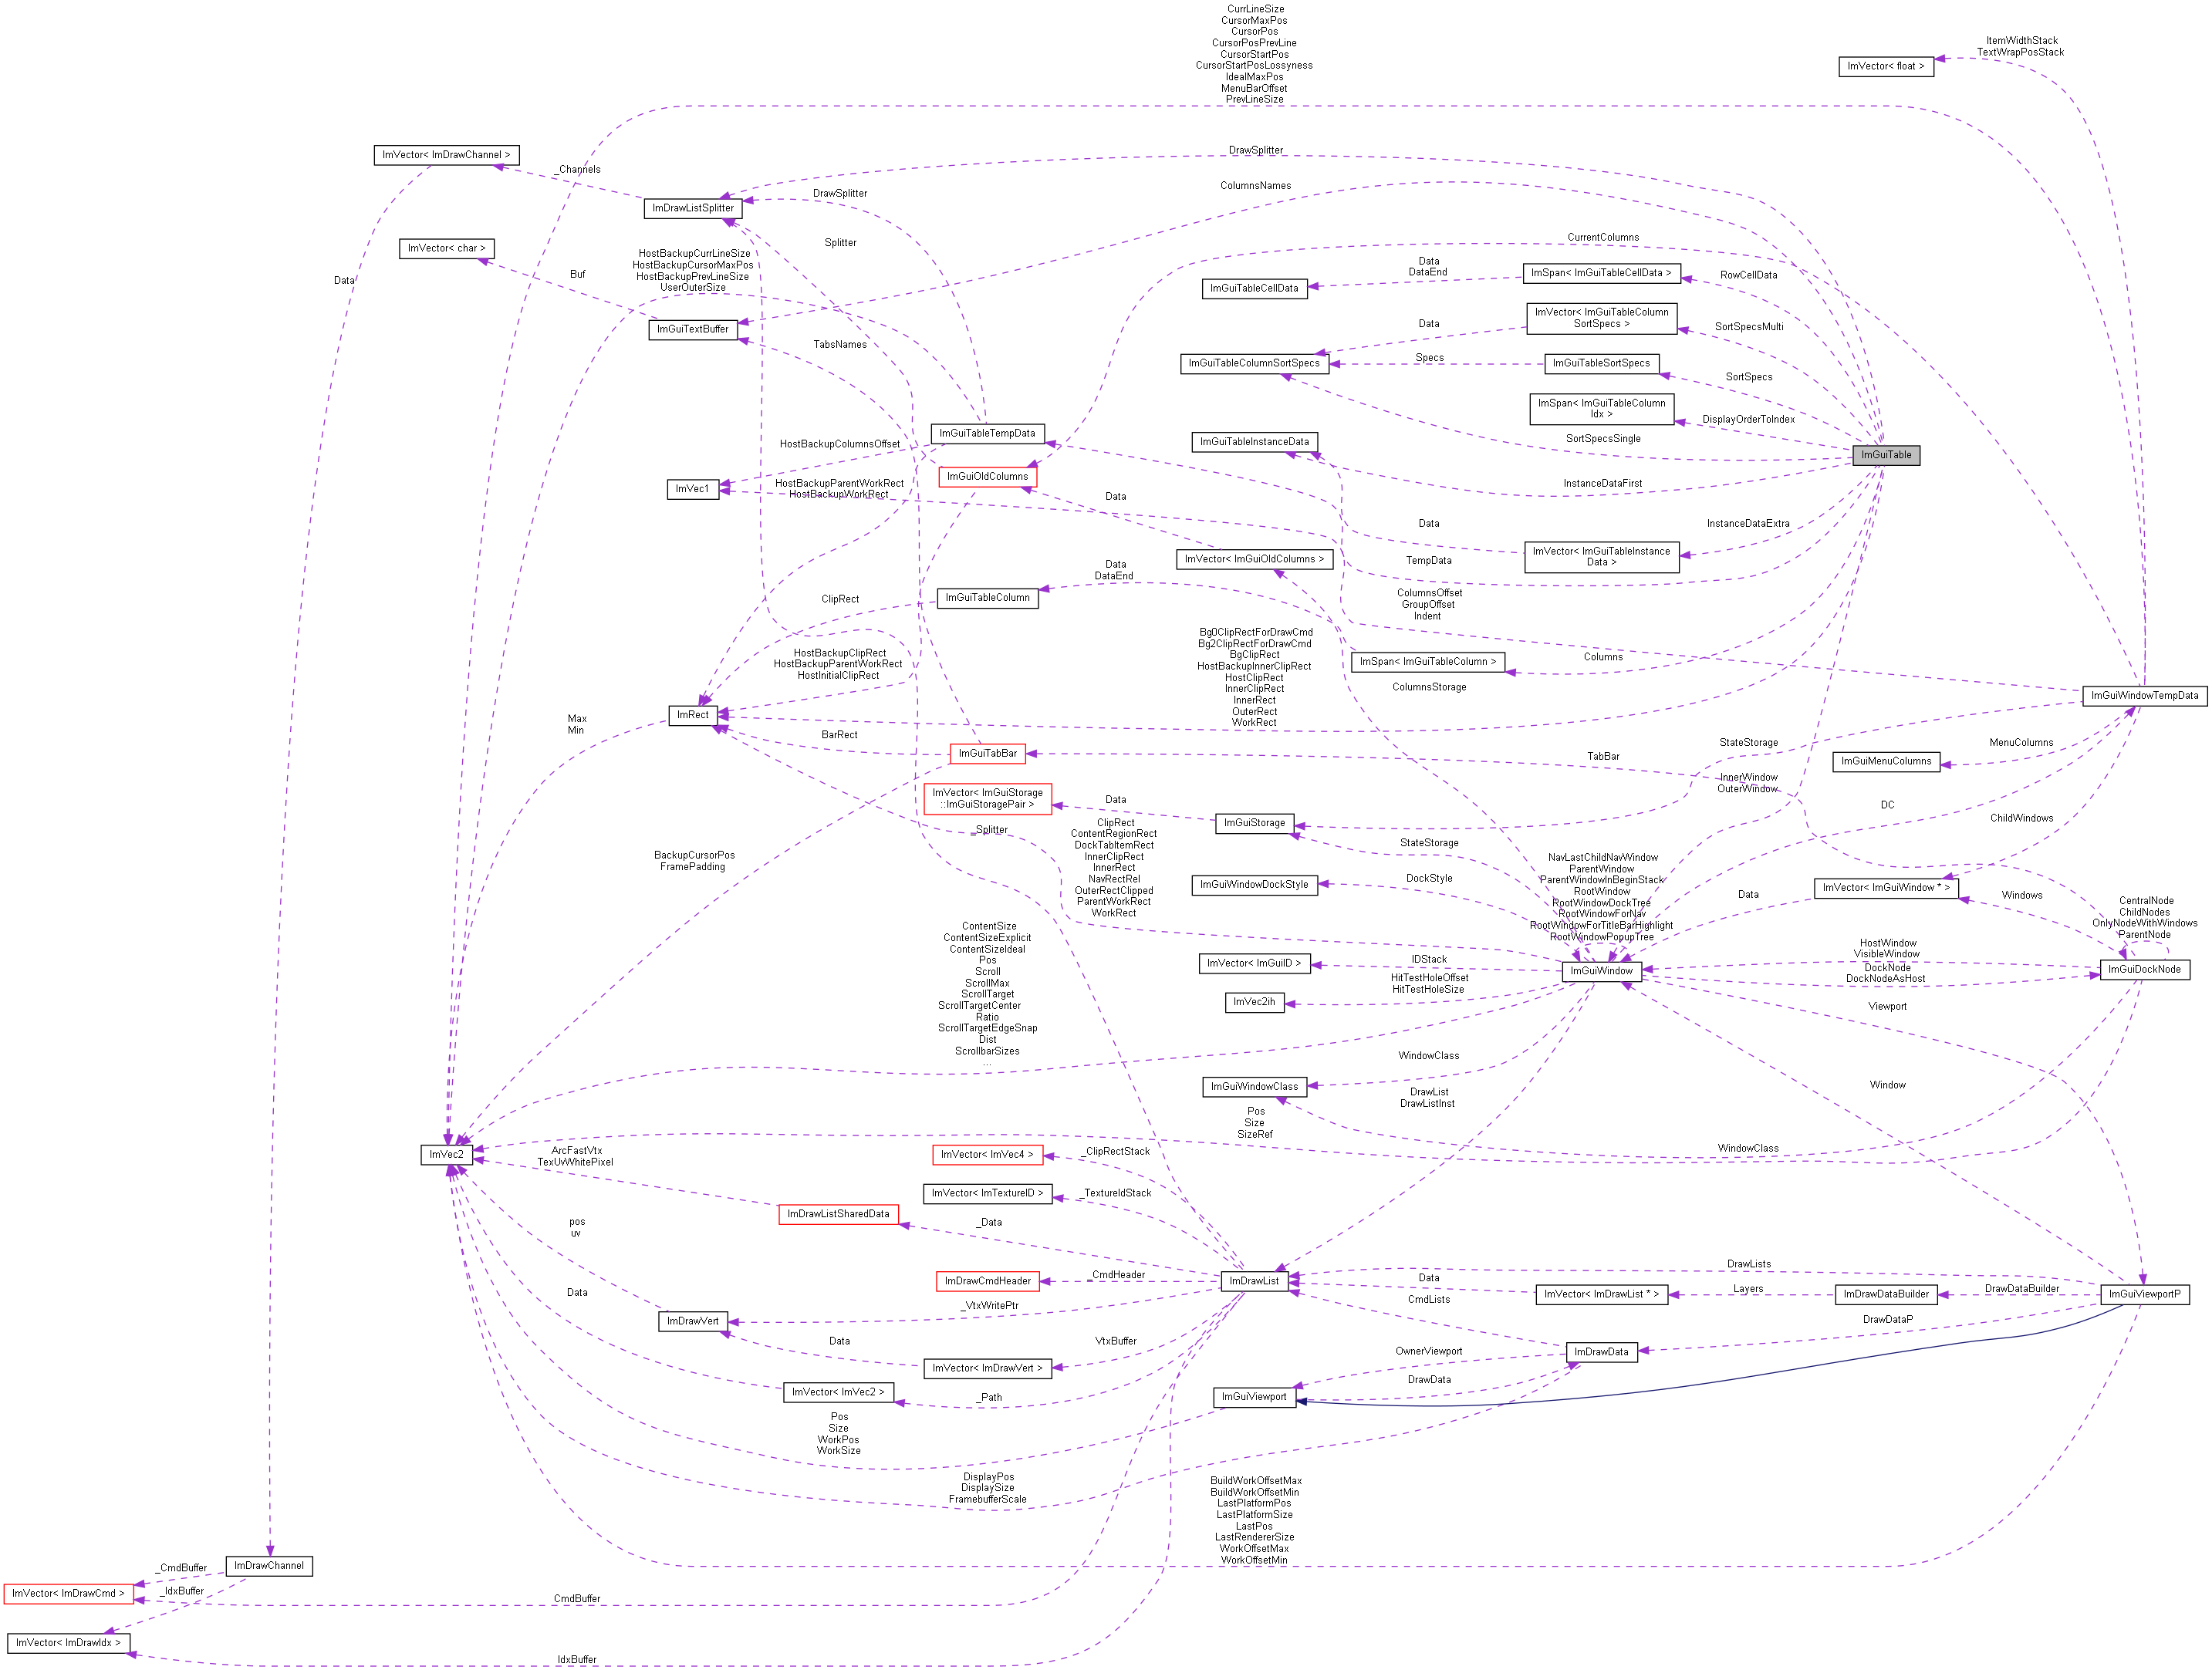 CurrLineSize
CursorMaxPos
CursorPos
CursorPosPrevLine
CursorStartPos
CursorStartPosLossyness
IdealMaxPos
MenuBarOffset
PrevLineSize
ItemWidthStack
TextWrapPosStack
ImVector< float >
ImVector< ImDrawChannel >
_Channels
DrawSplitter
DrawSplitter
ColumnsNames
ImDrawListSplitter
ImVector< char >
Buf
Splitter
CurrentColumns
HostBackupCurrLineSize
HostBackupCursorMaxPos
HostBackupPrevLineSize
UserOuterSize
Data
Data
DataEnd
ImGuiTableCellData
ImSpan< ImGuiTableCellData >
RowCellData
ImGuiTextBuffer
TabsNames
Data
ImVector< ImGuiTableColumn
SortSpecs >
SortSpecsMulti
ImGuiTableColumnSortSpecs
Specs
ImGuiTableSortSpecs
SortSpecs
ImSpan< ImGuiTableColumn
Idx >
DisplayOrderToIndex
ImGuiTableTempData
HostBackupColumnsOffset
ImGuiTableInstanceData
SortSpecsSingle
ImGuiTable
ImGuiOldColumns
ImVec1
HostBackupParentWorkRect
HostBackupWorkRect
Data
InstanceDataFirst
Data
InstanceDataExtra
ImVector< ImGuiOldColumns >
ImVector< ImGuiTableInstance
Data >
TempData
Data
DataEnd
ClipRect
ImGuiTableColumn
ColumnsOffset
GroupOffset
Indent
HostBackupClipRect
HostBackupParentWorkRect
HostInitialClipRect
Bg0ClipRectForDrawCmd
Bg2ClipRectForDrawCmd
BgClipRect
HostBackupInnerClipRect
HostClipRect
InnerClipRect
InnerRect
OuterRect
WorkRect
ImSpan< ImGuiTableColumn >
Columns
ColumnsStorage
ImGuiWindowTempData
Max
Min
ImRect
BarRect
ImGuiTabBar
TabBar
StateStorage
MenuColumns
ImGuiMenuColumns
InnerWindow
OuterWindow
ImVector< ImGuiStorage
::ImGuiStoragePair >
Data
ImGuiStorage
DC
ChildWindows
_Splitter
ClipRect
ContentRegionRect
DockTabItemRect
InnerClipRect
InnerRect
NavRectRel
OuterRectClipped
ParentWorkRect
WorkRect
StateStorage
BackupCursorPos
FramePadding
ImGuiWindowDockStyle
DockStyle
NavLastChildNavWindow
ParentWindow
ParentWindowInBeginStack
RootWindow
RootWindowDockTree
RootWindowForNav
RootWindowForTitleBarHighlight
RootWindowPopupTree
Data
ImVector< ImGuiWindow * >
Windows
CentralNode
ChildNodes
OnlyNodeWithWindows
ParentNode
ContentSize
ContentSizeExplicit
ContentSizeIdeal
Pos
Scroll
ScrollMax
ScrollTarget
ScrollTargetCenter
Ratio
ScrollTargetEdgeSnap
Dist
ScrollbarSizes
...
ImVector< ImGuiID >
IDStack
ImGuiWindow
HostWindow
VisibleWindow
DockNode
DockNodeAsHost
ImGuiDockNode
ImVec2ih
HitTestHoleOffset
HitTestHoleSize
Viewport
WindowClass
ImGuiWindowClass
DrawList
DrawListInst
Window
Pos
Size
SizeRef
WindowClass
ImVec2
ArcFastVtx
TexUvWhitePixel
ImVector< ImVec4 >
_ClipRectStack
ImVector< ImTextureID >
_TextureIdStack
ImDrawListSharedData
_Data
pos
uv
ImDrawCmdHeader
_CmdHeader
ImDrawList
DrawLists
Data
ImVector< ImDrawList * >
Layers
ImDrawDataBuilder
DrawDataBuilder
ImGuiViewportP
Data
_VtxWritePtr
CmdLists
DrawDataP
ImDrawVert
Data
VtxBuffer
ImVector< ImDrawVert >
OwnerViewport
ImDrawData
DrawData
ImVector< ImVec2 >
_Path
ImGuiViewport
Pos
Size
WorkPos
WorkSize
DisplayPos
DisplaySize
FramebufferScale
BuildWorkOffsetMax
BuildWorkOffsetMin
LastPlatformPos
LastPlatformSize
LastPos
LastRendererSize
WorkOffsetMax
WorkOffsetMin
ImDrawChannel
_CmdBuffer
ImVector< ImDrawCmd >
_IdxBuffer
CmdBuffer
ImVector< ImDrawIdx >
IdxBuffer